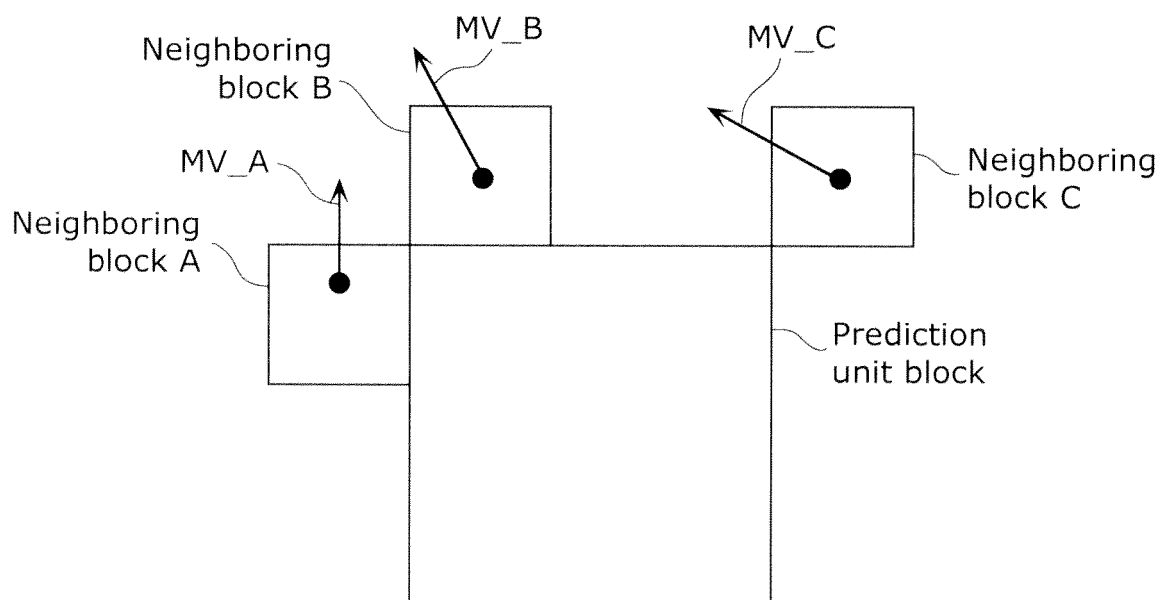 Neighboring
block B
MV_B
MV_C
MV_A
Neighboring
block C
Neighboring
block A
Prediction
unit block